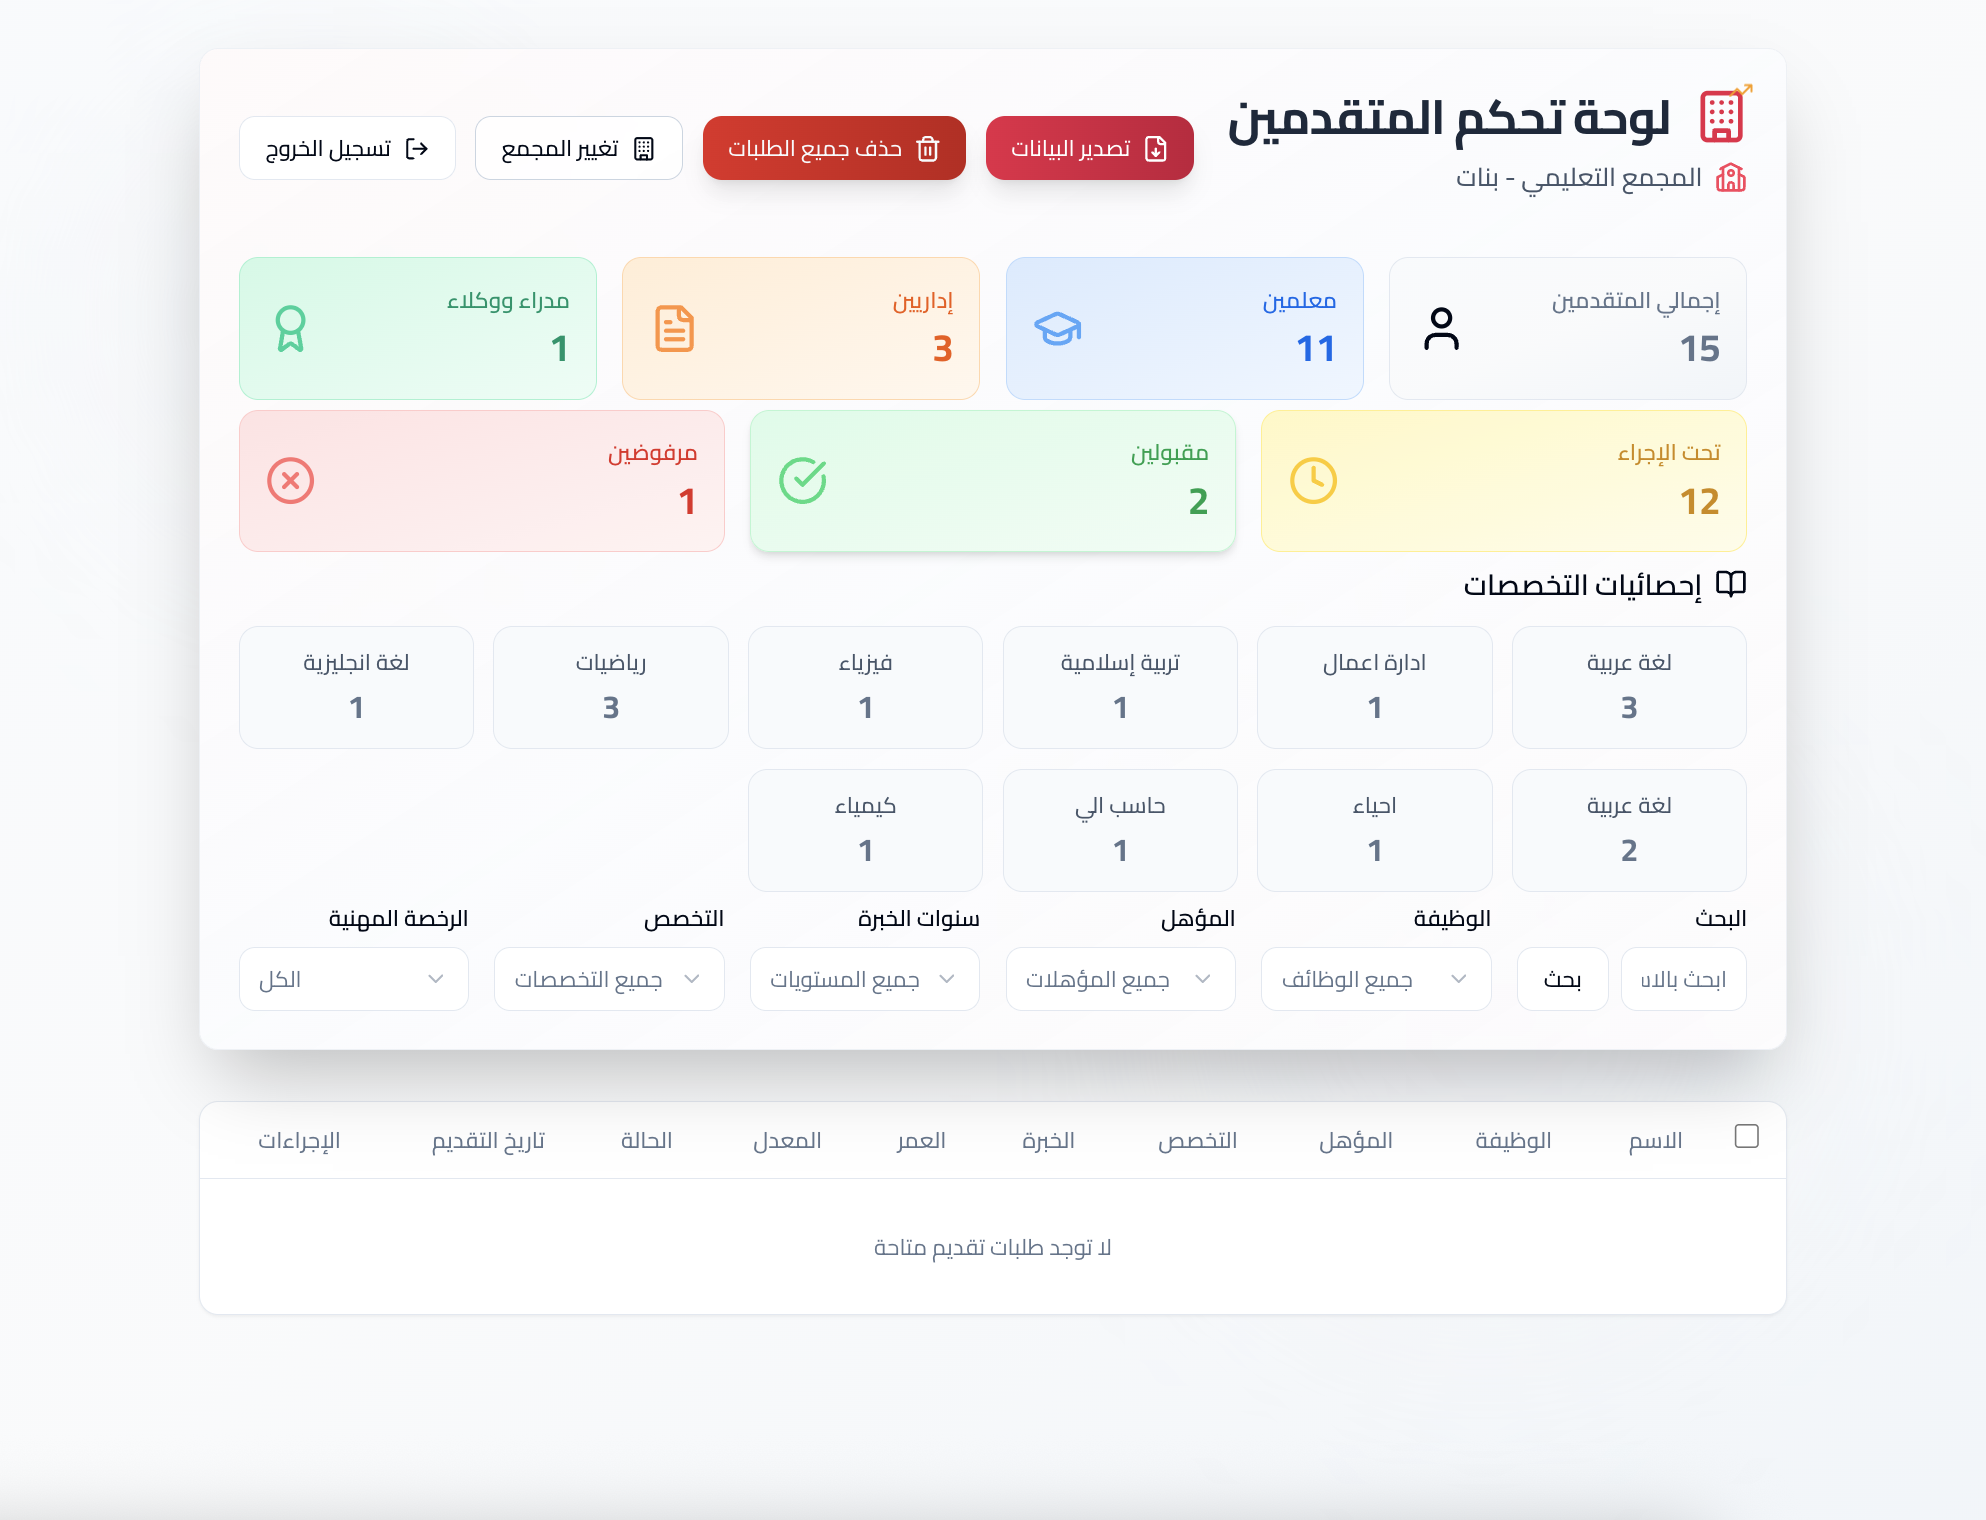 لوحة تحكم المتقدمين
المجمع التعليمي - بنات
تصدير البيانات
حذف جميع الطلبات
تغيير المجمع
تسجيل الخروج
إجمالي المتقدمين
15
معلمين
11
إداريين
3
مدراء ووكلاء
1
تحت الإجراء
12
مقبولين
2
مرفوضين
1
إحصائيات التخصصات
لغة عربية
3
ادارة اعمال
1
تربية إسلامية
1
فيزياء
1
رياضيات
3
لغة انجليزية
1
لغة عربية
2
احياء
1
حاسب الي
1
كيمياء
1
البحث
ابحث بالاس
بحث
الوظيفة
جميع الوظائف
المؤهل
جميع المؤهلات
سنوات الخبرة
جميع المستويات
التخصص
جميع التخصصات
الرخصة المهنية
الكل
الاسم الوظيفة المؤهل التخصص الخبرة العمر المعدل الحالة تاريخ التقديم الإجراءات
لا توجد طلبات تقديم متاحة